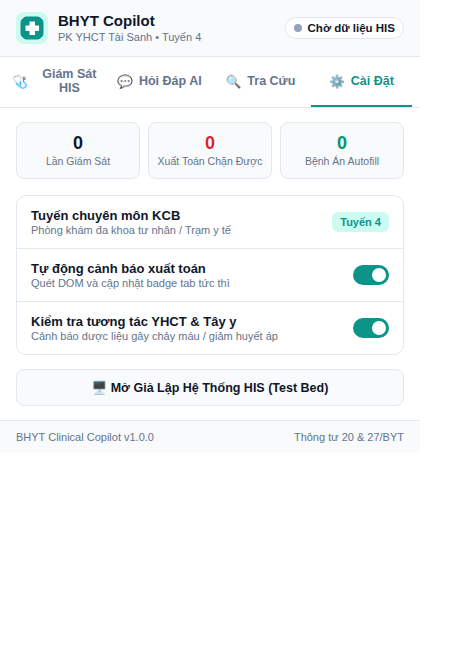 BHYT Copilot
PK YHCT Tài Sanh • Tuyến 4
Chờ dữ liệu HIS
Giám Sát
HIS
Hỏi Đáp AI
Tra Cứu
Cài Đặt
0
Lần Giám Sát
0
Xuất Toán Chặn Được
0
Bệnh Án Autofill
Tuyến chuyên môn KCB
Phòng khám đa khoa tư nhân / Trạm y tế
Tuyến 4
Tự động cảnh báo xuất toán
Quét DOM và cập nhật badge tab tức thì
Kiểm tra tương tác YHCT & Tây y
Cảnh báo dược liệu gây chảy máu / giảm huyết áp
Mở Giả Lập Hệ Thống HIS (Test Bed)
BHYT Clinical Copilot v1.0.0
Thông tư 20 & 27/BYT